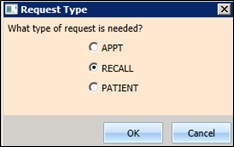 Request Type
What type of request is needed?
APPT
RECALL
PATIENT
OK Cancel